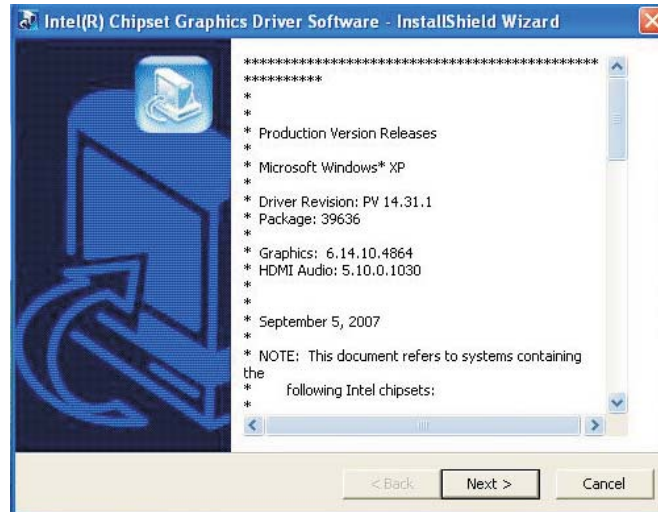 Intel(R) Chipset Graphics Driver Software - InstallShield Wizard
*********************************************
**********
*
*
* Production Version Releases
*
* Microsoft Windows* XP
*
* Driver Revision: PV 14.31.1
* Package: 39636
*
* Graphics: 6.14.10.4864
* HDMI Audio: 5.10.0.1030
*
*
* September 5, 2007
*
* NOTE: This document refers to systems containing
the
* following Intel chipsets:
*
< Back
Next >
Cancel